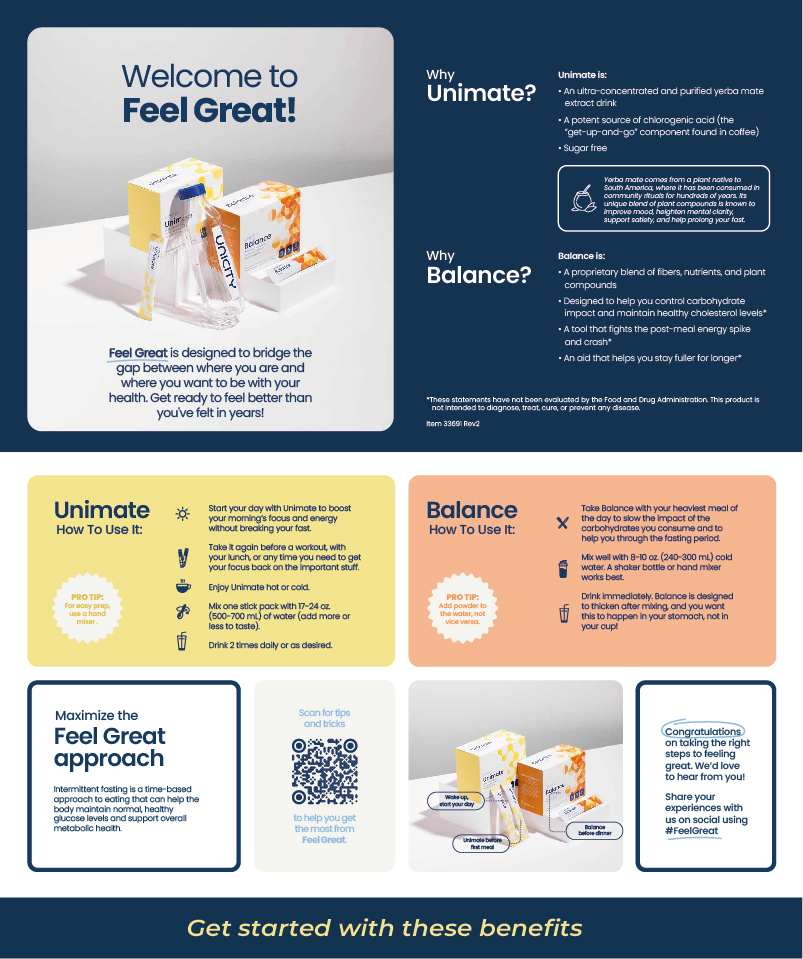 Welcome to
Feel Great!
Unimate
Balance
UNICITY
Balance
Feel Great is designed to bridge the
gap between where you are and
where you want to be with your
health. Get ready to feel better than
you've felt in years!
Why
Unimate?
Unimate is:
• An ultra-concentrated and purified yerba mate
extract drink
• A potent source of chlorogenic acid (the
"get-up-and-go" component found in coffee)
• Sugar free
Yerba mate comes from a plant native to
South America, where it has been consumed in
community rituals for hundreds of years. Its
unique blend of plant compounds is known to
improve mood, heighten mental clarity,
support satiety, and help prolong your fast.
Why
Balance?
Balance is:
• A proprietary blend of fibers, nutrients, and plant
compounds
• Designed to help you control carbohydrate
impact and maintain healthy cholesterol levels*
• A tool that fights the post-meal energy spike
and crash*
• An aid that helps you stay fuller for longer*
*These statements have not been evaluated by the Food and Drug Administration. This product is
not intended to diagnose, treat, cure, or prevent any disease.
Item 33691 Rev2
Unimate
How To Use It:
PRO TIP:
For easy prep,
use a hand
mixer.
Start your day with Unimate to boost
your morning's focus and energy
without breaking your fast.
Take it again before a workout, with
your lunch, or any time you need to get
your focus back on the important stuff.
Enjoy Unimate hot or cold.
Mix one stick pack with 17-24 oz.
(500-700 mL) of water (add more or
less to taste).
Drink 2 times daily or as desired.
Balance
How To Use It:
PRO TIP:
Add powder to
the water, not
vice versa.
Take Balance with your heaviest meal of
the day to slow the impact of the
carbohydrates you consume and to
help you through the fasting period.
Mix well with 8-10 oz. (240-300 mL) cold
water. A shaker bottle or hand mixer
works best.
Drink immediately. Balance is designed
to thicken after mixing, and you want
this to happen in your stomach, not in
your cup!
Maximize the
Feel Great
approach
Intermittent fasting is a time-based
approach to eating that can help the
body maintain normal, healthy
glucose levels and support overall
metabolic health.
Scan for tips
and tricks
to help you get
the most from
Feel Great.
Unimate
Balance
Wake up,
start your day
Unimate before
first meal
Balance
before dinner
Congratulations
on taking the right
steps to feeling
great. We'd love
to hear from you!
Share your
experiences with
us on social using
#FeelGreat
Get started with these benefits